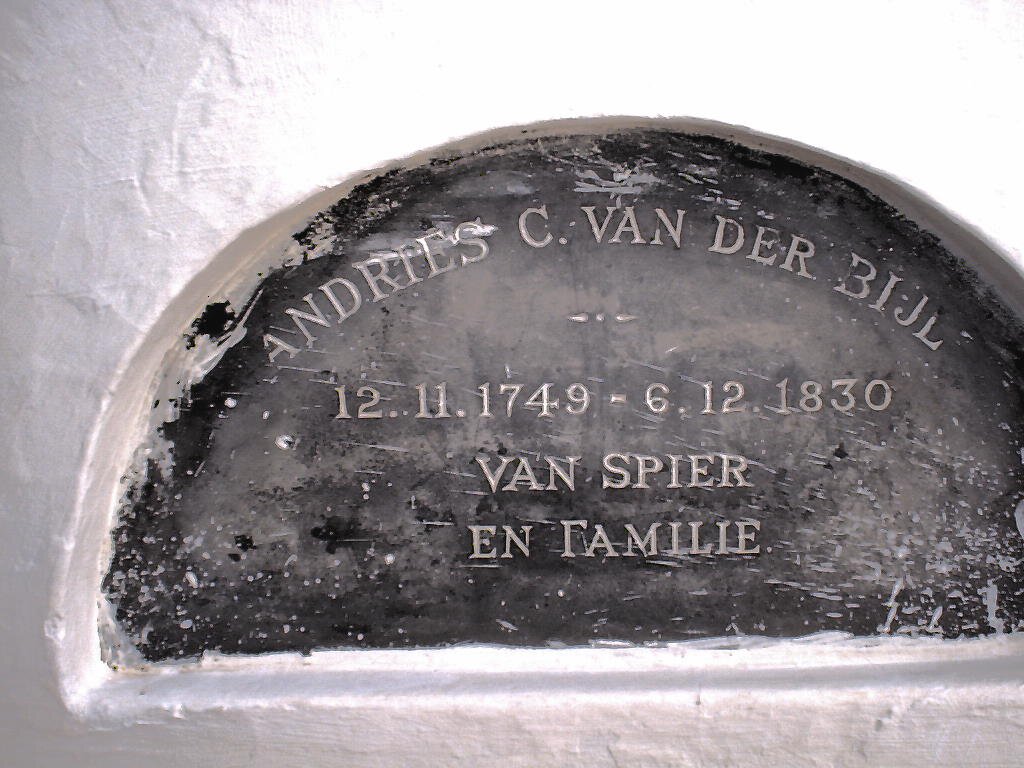 ANDRIES C. VAN DER BIJL
12.11.1749 - 6.12.1830
VAN SPIER
EN FAMILIE